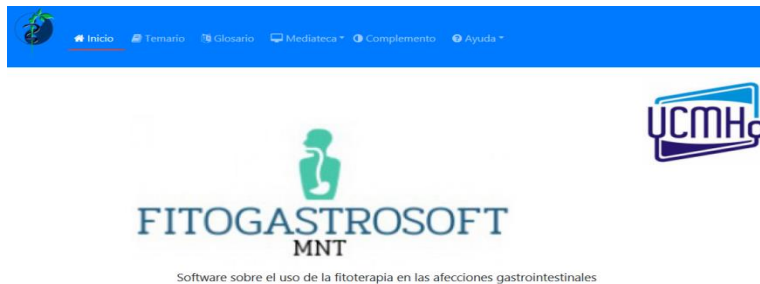 Inicio Temario Glosario Mediateca Complemento Ayuda
UCMHo
FITOGASTROSOFT
MNT
Software sobre el uso de la fitoterapia en las afecciones gastrointestinales